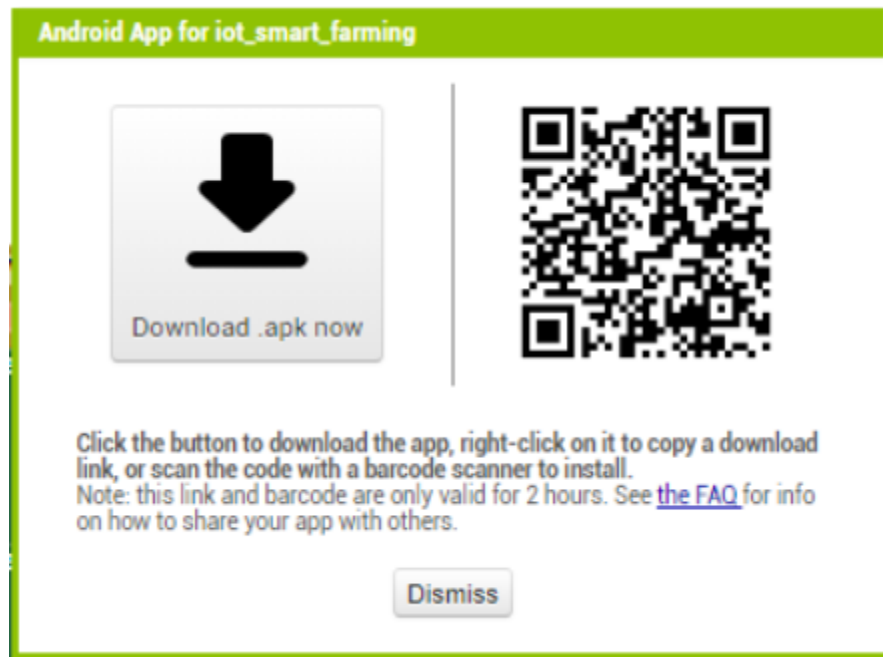 Android App for iot_smart_farming
Download .apk now
Click the button to download the app, right-click on it to copy a download
link, or scan the code with a barcode scanner to install.
Note: this link and barcode are only valid for 2 hours. See the FAQ for info
on how to share your app with others.
Dismiss